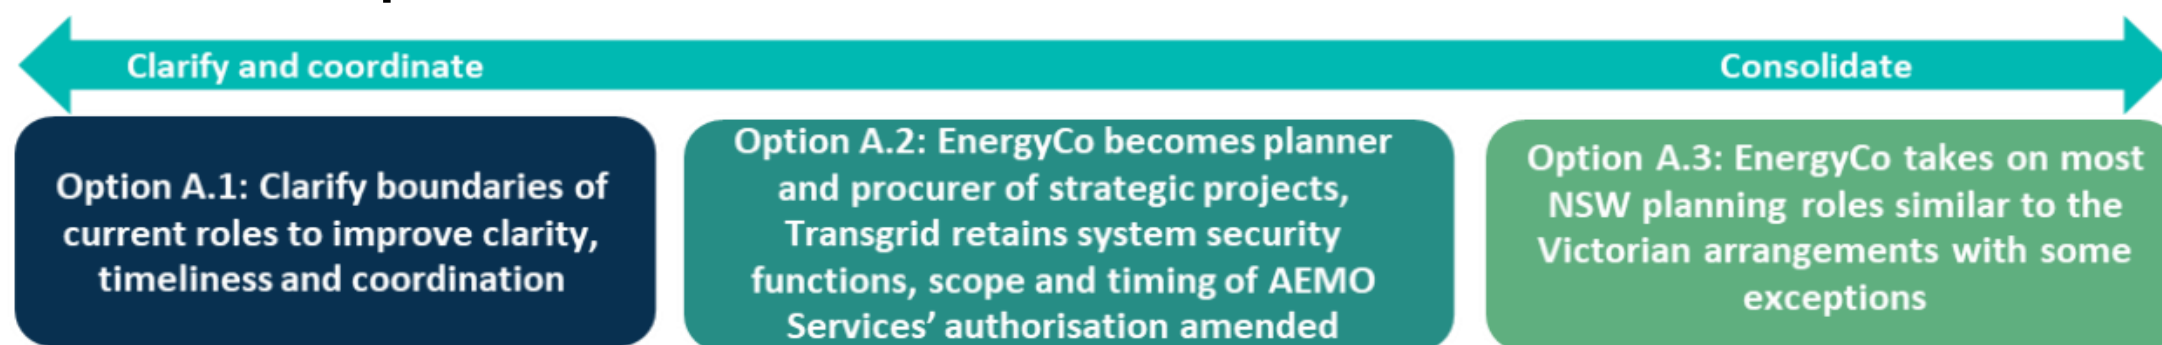 Clarify and coordinate
Consolidate
Option A.1: Clarify boundaries of
current roles to improve clarity,
timeliness and coordination
Option A.2: EnergyCo becomes planner
and procurer of strategic projects,
Transgrid retains system security
functions, scope and timing of AEMO
Services’ authorisation amended
Option A.3: EnergyCo takes on most
NSW planning roles similar to the
Victorian arrangements with some
exceptions